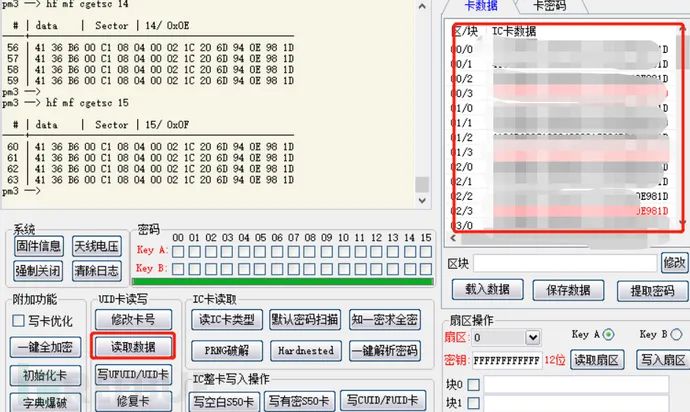 pm3 —> hf mf cgetsc 14
# | data | Sector | 14/ 0x0E
56 | 41 36 B6 00 C1 08 04 00 02 1C 20 6D 94 0E 98 1D
57 | 41 36 B6 00 C1 08 04 00 02 1C 20 6D 94 0E 98 1D
58 | 41 36 B6 00 C1 08 04 00 02 1C 20 6D 94 0E 98 1D
59 | 41 36 B6 00 C1 08 04 00 02 1C 20 6D 94 0E 98 1D
pm3 —> hf mf cgetsc 15
# | data | Sector | 15/ 0x0F
60 | 41 36 B6 00 C1 08 04 00 02 1C 20 6D 94 0E 98 1D
61 | 41 36 B6 00 C1 08 04 00 02 1C 20 6D 94 0E 98 1D
62 | 41 36 B6 00 C1 08 04 00 02 1C 20 6D 94 0E 98 1D
63 | 41 36 B6 00 C1 08 04 00 02 1C 20 6D 94 0E 98 1D
pm3 —>
卡数据 卡密码
区/块 IC卡数据
00/0
00/1
00/2
00/3
01/0
01/1
01/2
01/3
02/0
02/1
02/2 0E981D
02/3 0E981D
03/0
区块 修改
载入数据 保存数据 提取密码
系统
固件信息 天线电压
强制关闭 清除日志
密码
00 01 02 03 04 05 06 07 08 09 10 11 12 13 14 15
Key A:
Key B:
附加功能
写卡优化
一键全加密
初始化卡
字典爆破
UID卡读写
修改卡号
读取数据
写UFUID/UID卡
修复卡
IC卡读取
读IC卡类型 默认密码扫描 知一密求全密
PRNG破解 Hardnested 一键解析密码
IC整卡写入操作
写空白S50卡 写有密S50卡 写CUID/FUID卡
扇区操作
扇区: 0 Key A Key B
密钥: FFFFFFFFFFFF 12位 读取扇区 写入扇区
块0
块1